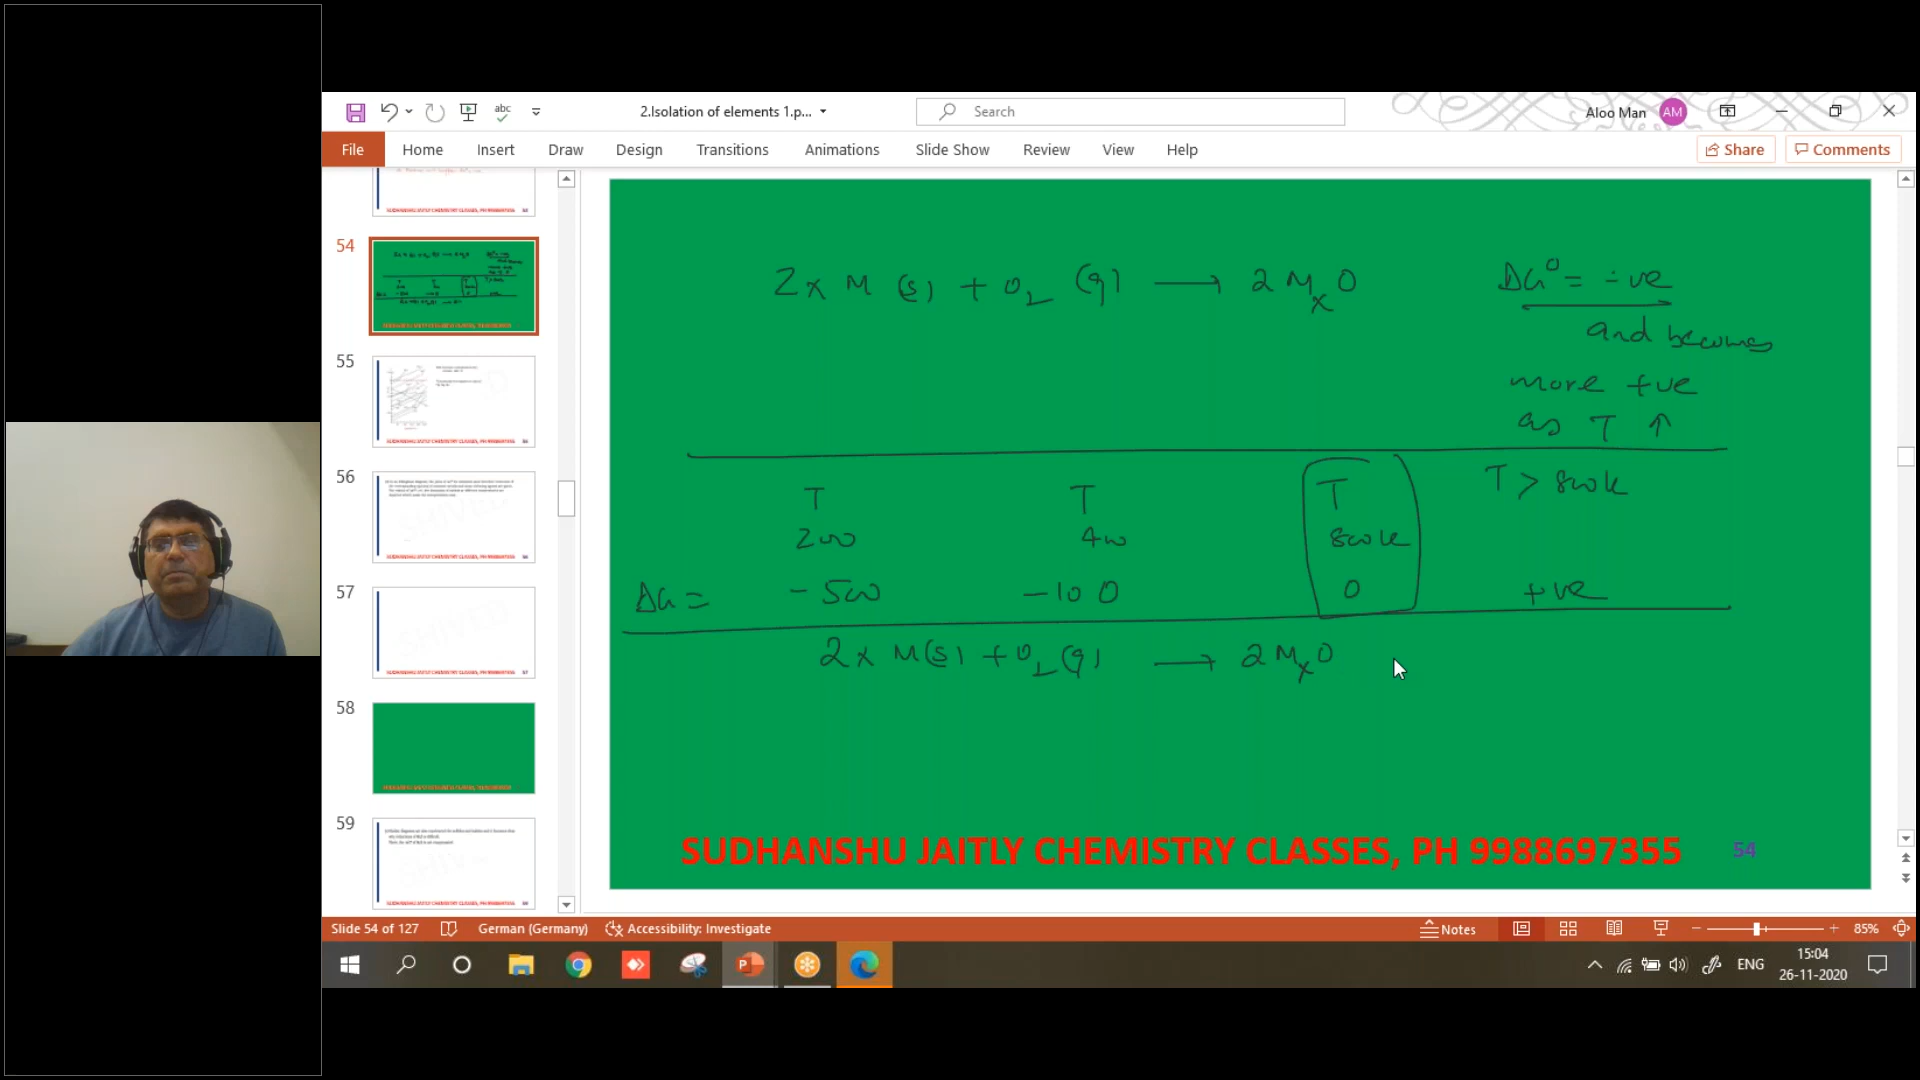 abc
2.Isolation of elements 1.p...
Search
Aloo Man
AM
File
Home
Insert
Draw
Design
Transitions
Animations
Slide Show
Review
View
Help
Share
Comments
54
55
56
57
58
59
2x M (s) + O2 (g) → 2 MxO
ΔG° = -ve
and becomes
more +ve
as T ↑
T T T T > 800k
200 400 800k
ΔG = -500 -100 0 +ve
2x M(s) + O2(g) → 2 MxO
SUDHANSHU JAITLY CHEMISTRY CLASSES, PH 9988697355 54
Slide 54 of 127
German (Germany)
Accessibility: Investigate
Notes
85%
ENG
15:04
26-11-2020